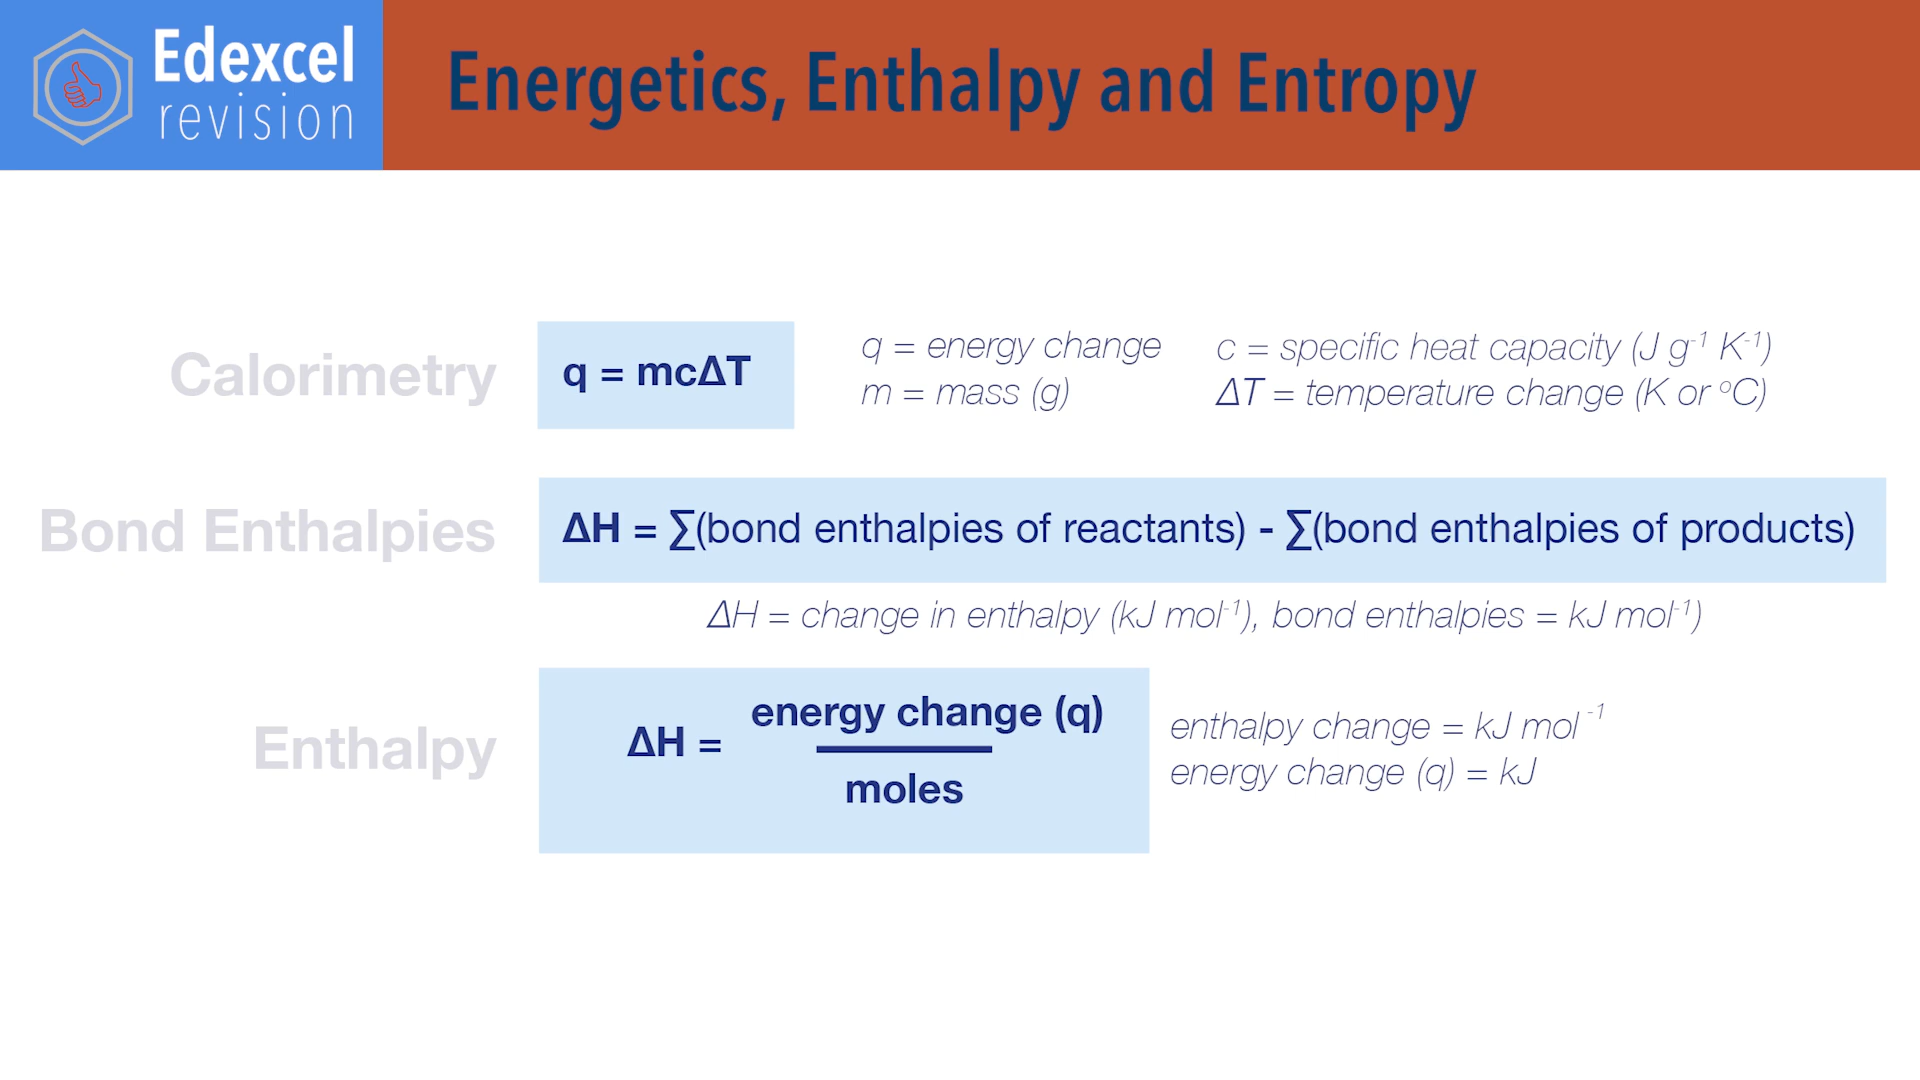 Edexcel
revision
Energetics, Enthalpy and Entropy
Calorimetry
q = mcΔT
q = energy change
m = mass (g)
c = specific heat capacity (J g⁻¹ K⁻¹)
ΔT = temperature change (K or °C)
Bond Enthalpies
ΔH = ∑(bond enthalpies of reactants) - ∑(bond enthalpies of products)
ΔH = change in enthalpy (kJ mol⁻¹), bond enthalpies = kJ mol⁻¹)
Enthalpy
ΔH =
energy change (q)
moles
enthalpy change = kJ mol ⁻¹
energy change (q) = kJ